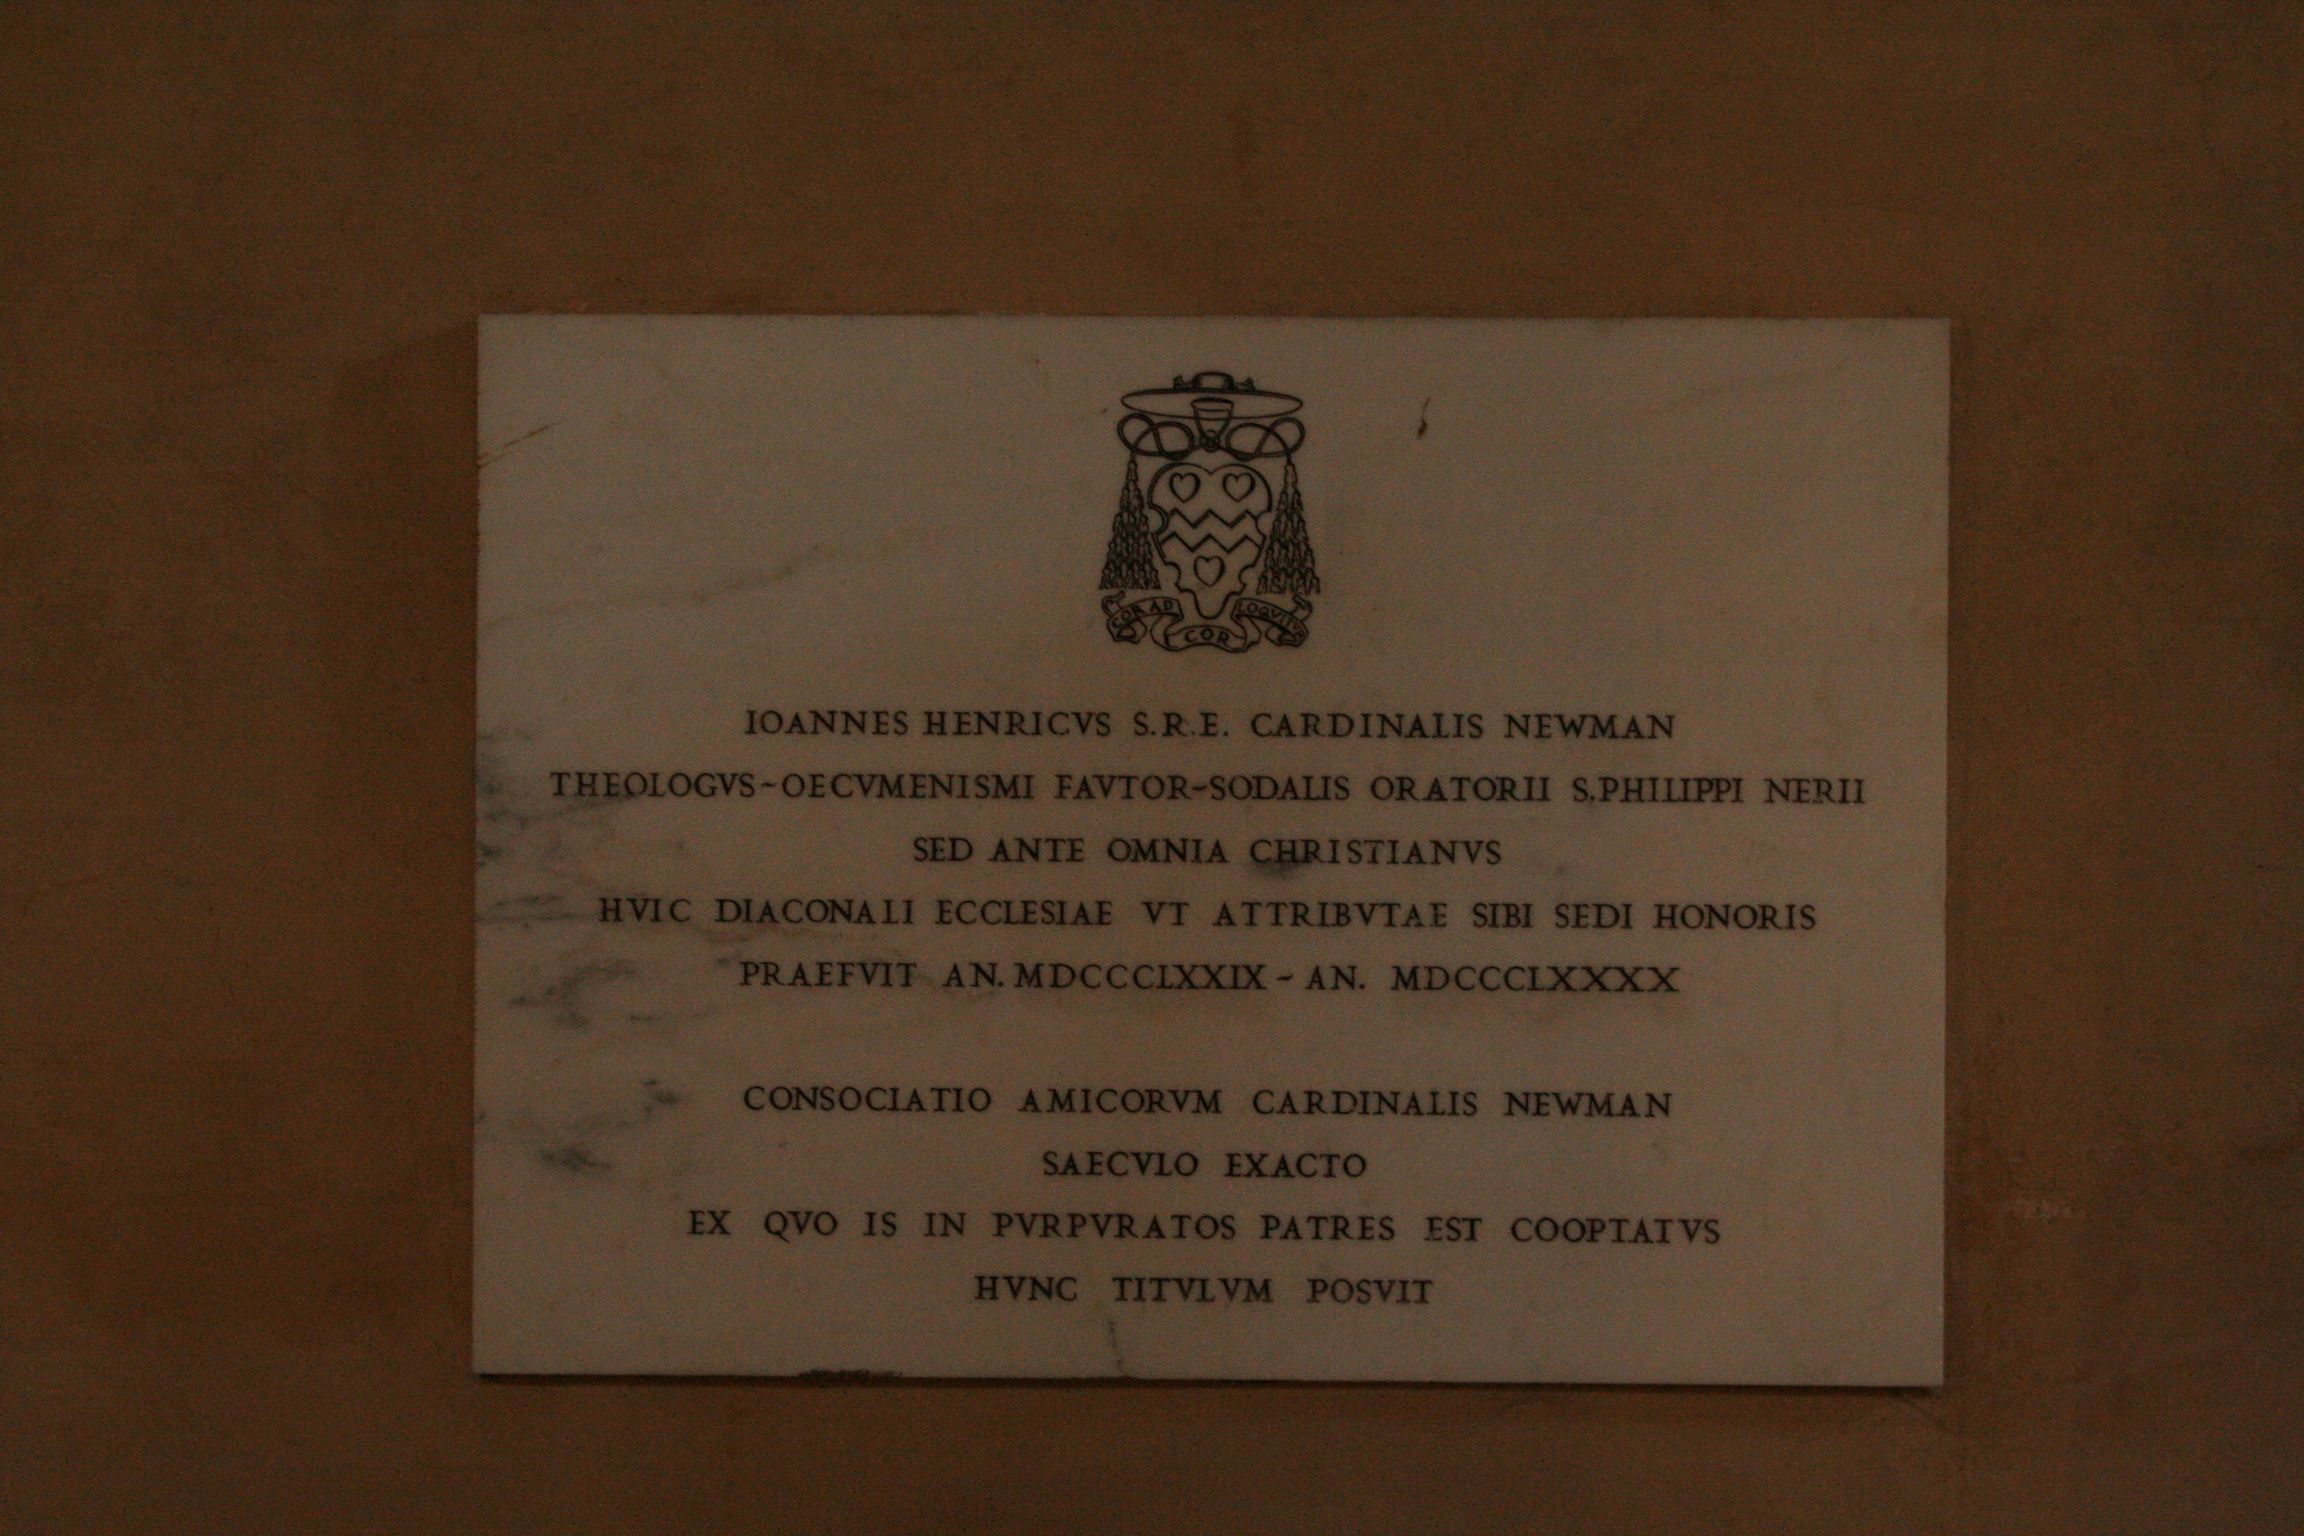 COR AD COR LOQVITVR
IOANNES HENRICVS S.R.E. CARDINALIS NEWMAN
THEOLOGVS-OECVMENISMI FAVTOR-SODALIS ORATORII S.PHILIPPI NERII
SED ANTE OMNIA CHRISTIANVS
HVIC DIACONALI ECCLESIAE VT ATTRIBVTAE SIBI SEDI HONORIS
PRAEFVIT AN. MDCCCLXXIX - AN. MDCCCLXXXX
CONSOCIATIO AMICORVM CARDINALIS NEWMAN
SAECVLO EXACTO
EX QVO IS IN PVRPVRATOS PATRES EST COOPTATVS
HVNC TITVLVM POSVIT